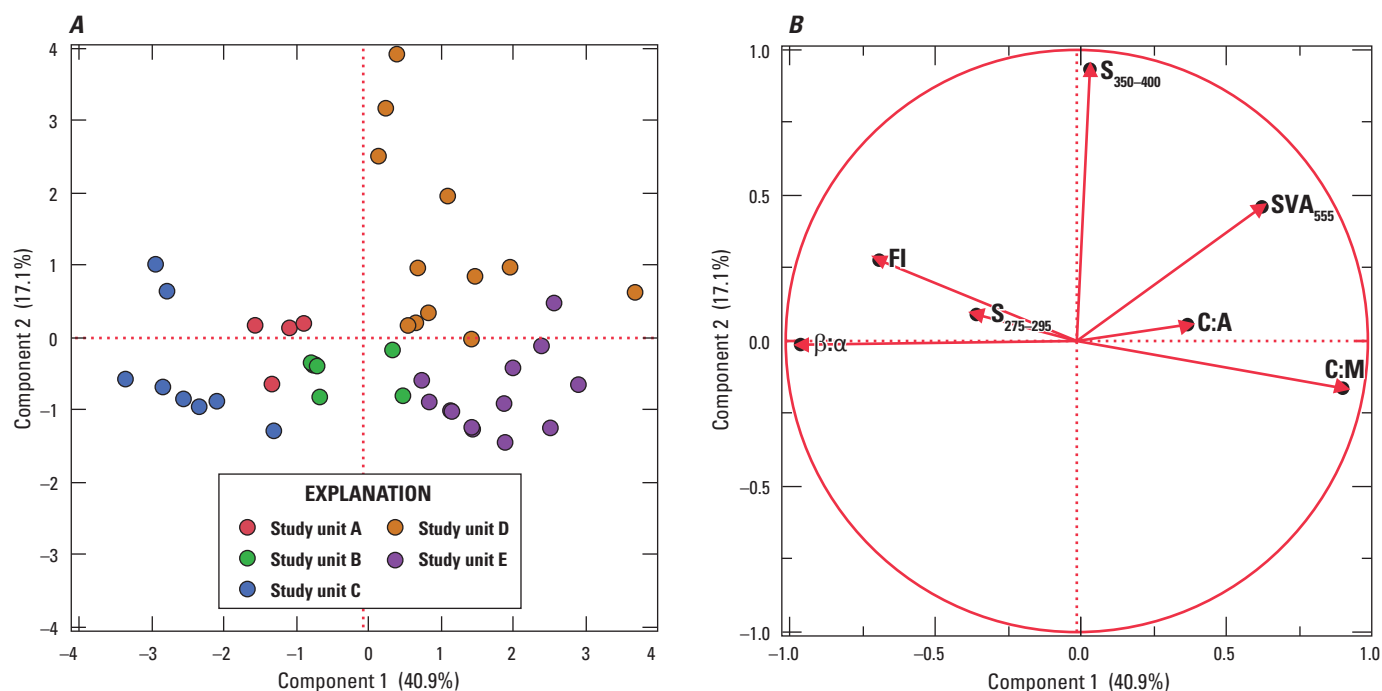 A
4
3
2
1
0
−1
−2
−3
−4
Component 2 (17.1%)
−4 −3 −2 −1 0 1 2 3 4
Component 1 (40.9%)
EXPLANATION
Study unit A
Study unit B
Study unit C
Study unit D
Study unit E
B
1.0
0.5
0.0
−0.5
−1.0
Component 2 (17.1%)
S350–400
SVA555
FI
S275–295
C:A
β:α
C:M
−1.0 −0.5 0.0 0.5 1.0
Component 1 (40.9%)